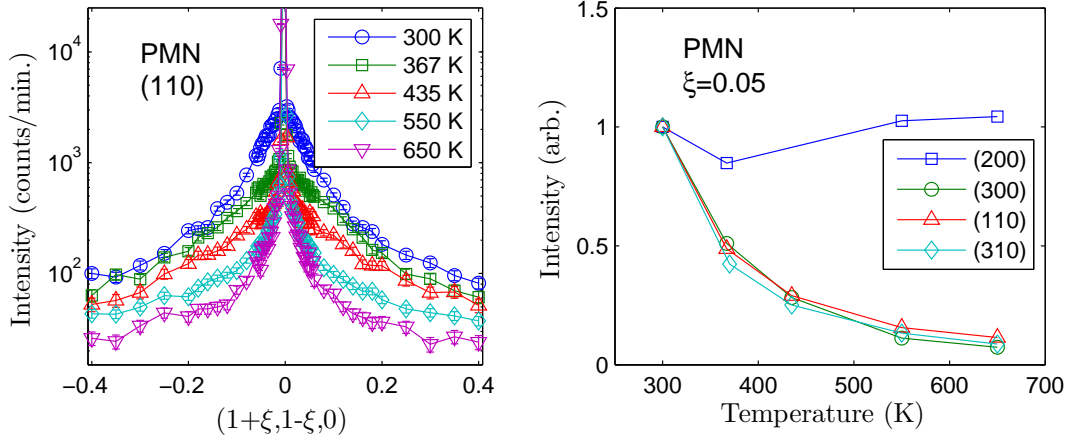 Intensity (counts/min.)
10^4
10^3
10^2
PMN
(110)
300 K
367 K
435 K
550 K
650 K
−0.4
−0.2
0
0.2
0.4
(1+ξ,1-ξ,0)
Intensity (arb.)
1.5
1
0.5
0
PMN
ξ=0.05
(200)
(300)
(110)
(310)
300
400
500
600
700
Temperature (K)